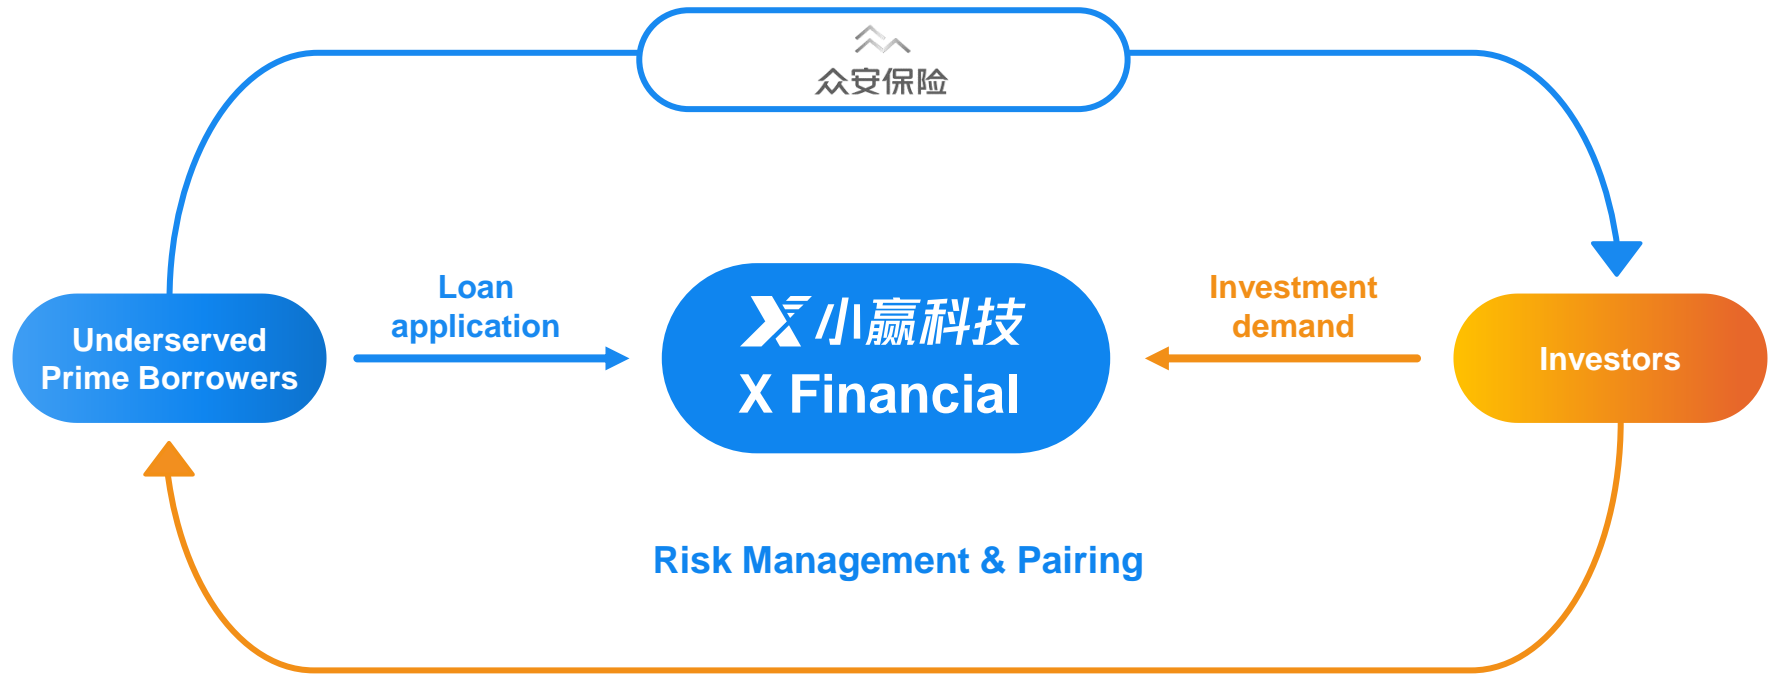 众安保险
Loan
application
Investment
demand
Underserved
Prime Borrowers
小赢科技
X Financial
Investors
Risk Management & Pairing